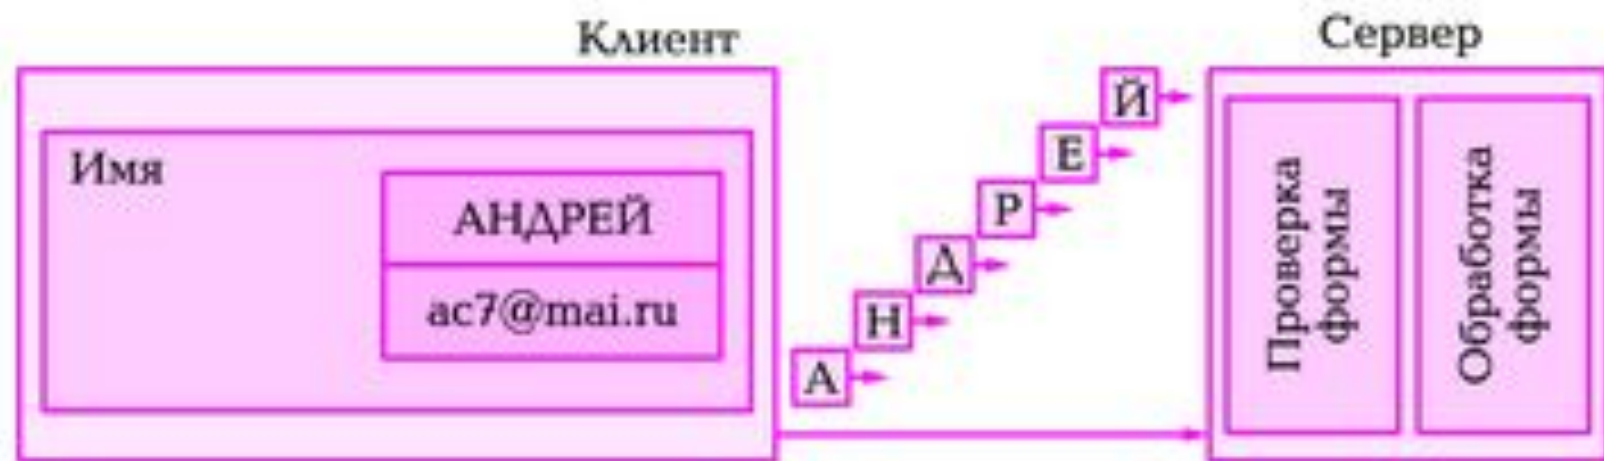 Клиент
Имя
АНДРЕЙ
ac7@mai.ru
А
Н
Д
Р
Е
Й
Сервер
Проверка
формы
Обработка
формы